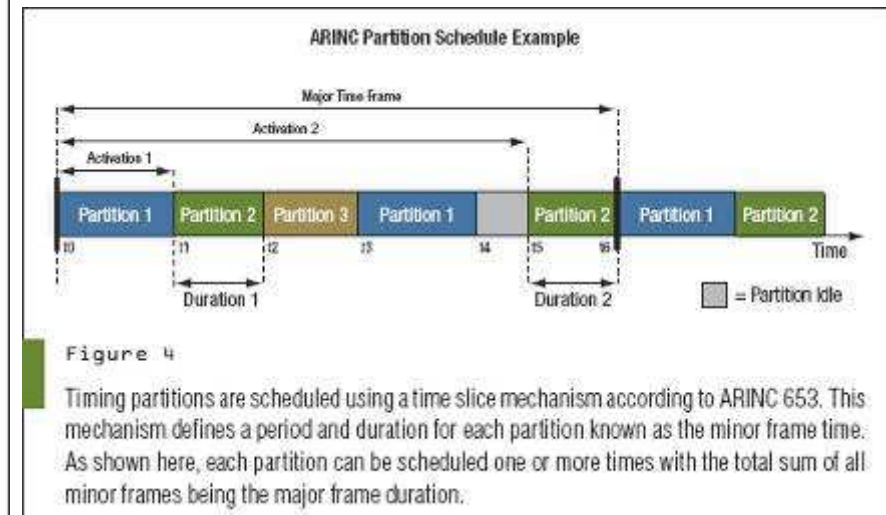 ARINC Partition Schedule Example
Major Time Frame
Activation 2
Activation 1
Partition 1 Partition 2 Partition 3 Partition 1 Partition 2 Partition 1 Partition 2
t0 t1 t2 t3 t4 t5 t6 Time
Duration 1 Duration 2 = Partition Idle
Figure 4
Timing partitions are scheduled using a time slice mechanism according to ARINC 653. This
mechanism defines a period and duration for each partition known as the minor frame time.
As shown here, each partition can be scheduled one or more times with the total sum of all
minor frames being the major frame duration.